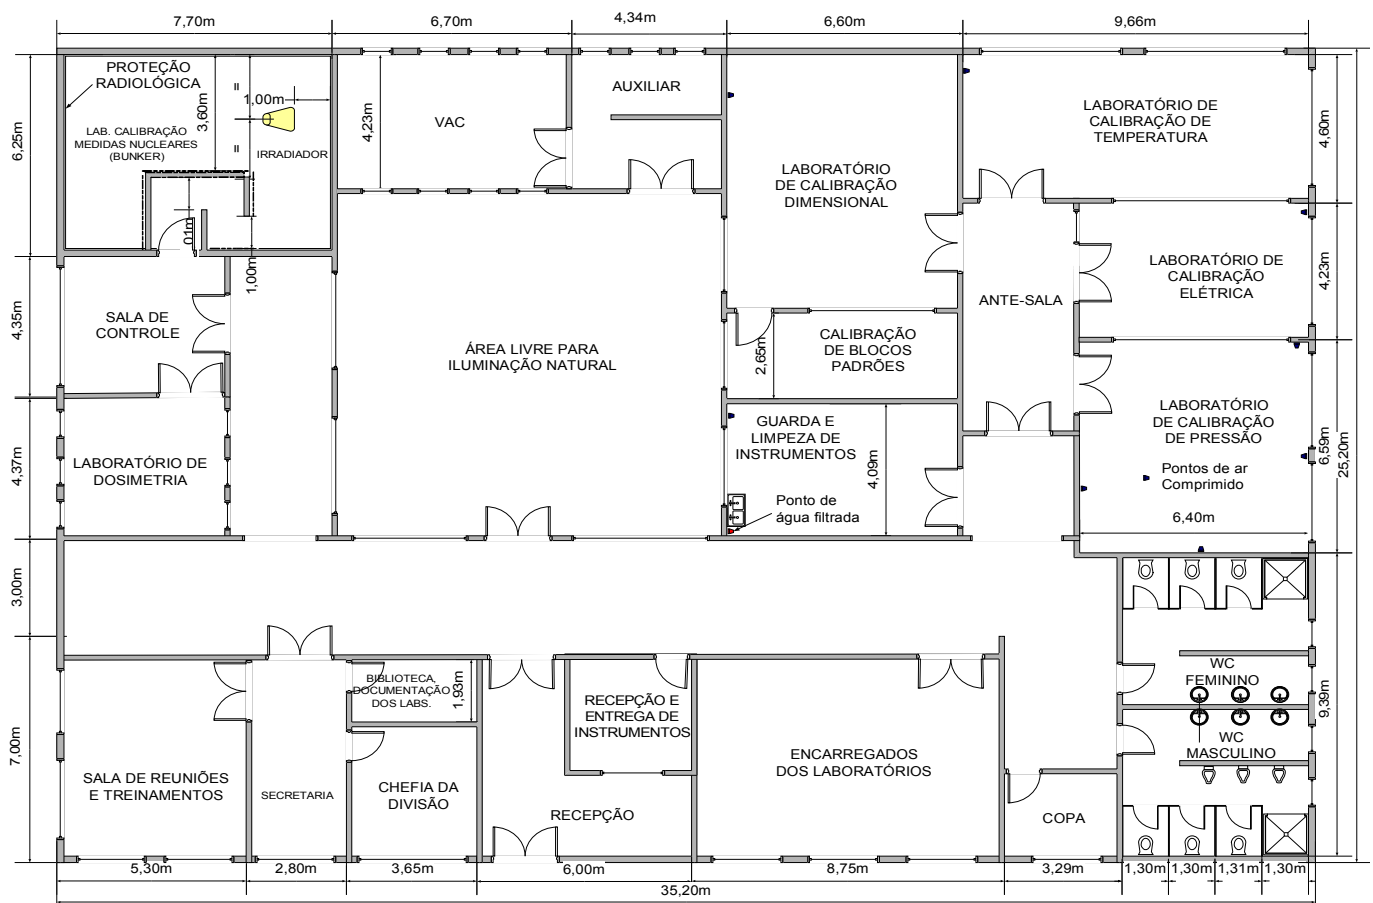 7,70m
6,70m
4,34m
6,60m
9,66m
PROTEÇÃO
RADIOLÓGICA
LAB. CALIBRAÇÃO
MEDIDAS NUCLEARES
(BUNKER)
3,60m
=
=
1,00m
IRRADIADOR
6,25m
4,23m
VAC
AUXILIAR
LABORATÓRIO
DE CALIBRAÇÃO
DIMENSIONAL
LABORATÓRIO DE
CALIBRAÇÃO DE
TEMPERATURA
4,60m
01m
1,00m
SALA DE
CONTROLE
4,35m
ÁREA LIVRE PARA
ILUMINAÇÃO NATURAL
2,65m
CALIBRAÇÃO
DE BLOCOS
PADRÕES
ANTE-SALA
LABORATÓRIO DE
CALIBRAÇÃO
ELÉTRICA
4,23m
LABORATÓRIO DE
DOSIMETRIA
4,37m
GUARDA E
LIMPEZA DE
INSTRUMENTOS
4,09m
Ponto de
água filtrada
LABORATÓRIO
DE CALIBRAÇÃO
DE PRESSÃO
Pontos de ar
Comprimido
6,40m
6,59m
25,20m
3,00m
7,00m
SALA DE REUNIÕES
E TREINAMENTOS
SECRETARIA
BIBLIOTECA,
DOCUMENTAÇÃO
DOS LABS.
1,93m
CHEFIA DA
DIVISÃO
RECEPÇÃO E
ENTREGA DE
INSTRUMENTOS
RECEPÇÃO
ENCARREGADOS
DOS LABORATÓRIOS
COPA
WC
FEMININO
WC
MASCULINO
9,39m
5,30m
2,80m
3,65m
6,00m
8,75m
3,29m
1,30m
1,30m
1,31m
1,30m
35,20m